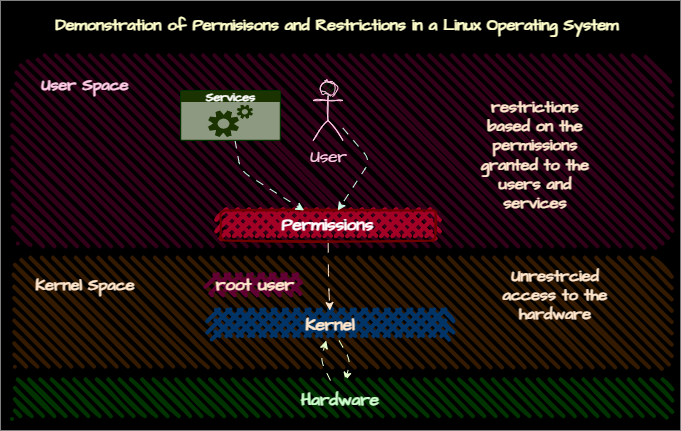 Demonstration of Permisisons and Restrictions in a Linux Operating System
User Space
Services
User
restrictions
based on the
permissions
granted to the
users and
services
Permissions
Kernel Space
root user
Kernel
Unrestrcied
access to the
hardware
Hardware